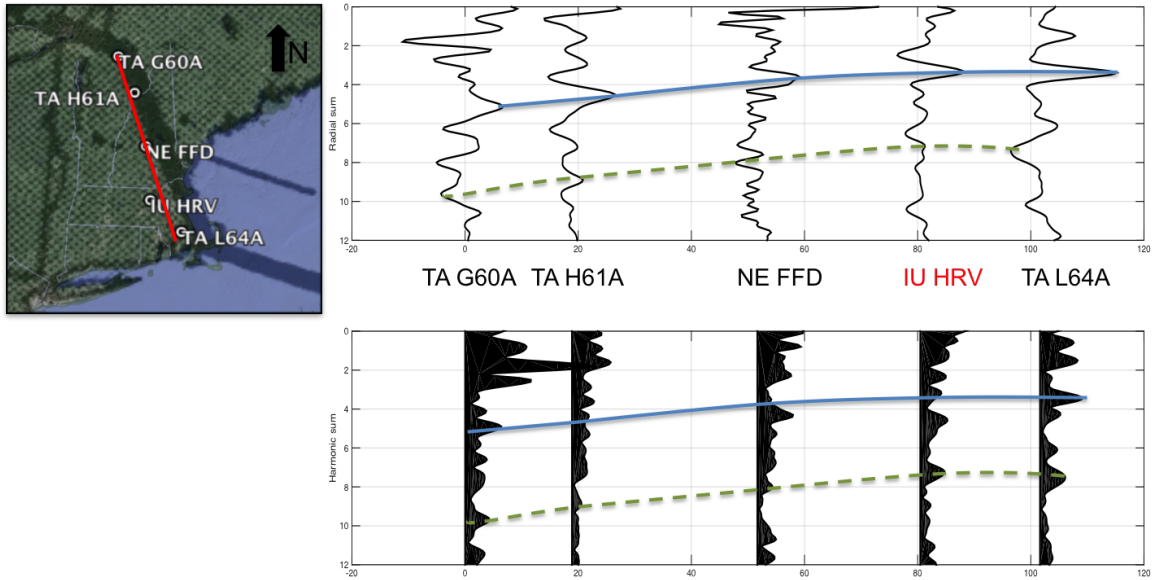 N
TA G60A
TA H61A
NE FFD
IU HRV
TA L64A
Radial sum
0
2
4
6
8
10
12
-20
0
20
40
60
80
100
120
TA G60A
TA H61A
NE FFD
IU HRV
TA L64A
Harmonic sum
0
2
4
6
8
10
12
-20
0
20
40
60
80
100
120